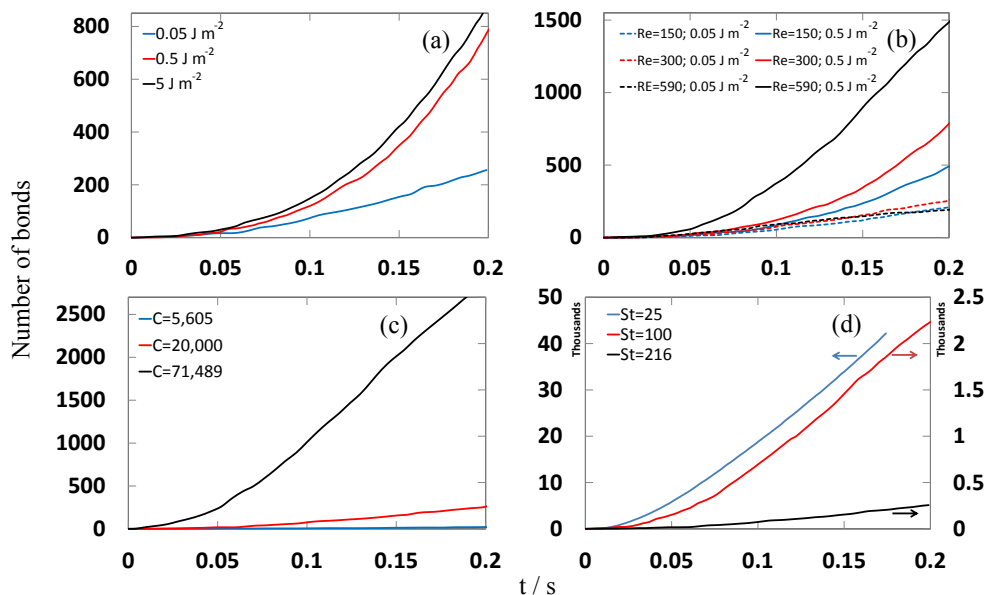 Number of bonds
(a)
0.05 J m-2
0.5 J m-2
5 J m-2
800
600
400
200
0
0 0.05 0.1 0.15 0.2
(b)
Re=150; 0.05 J m-2 Re=150; 0.5 J m-2
Re=300; 0.05 J m-2 Re=300; 0.5 J m-2
RE=590; 0.05 J m-2 Re=590; 0.5 J m-2
1500
1000
500
0
0 0.05 0.1 0.15 0.2
(c)
C=5,605
C=20,000
C=71,489
2500
2000
1500
1000
500
0
0 0.05 0.1 0.15 0.2
(d)
St=25
St=100
St=216
Thousands
50
40
30
20
10
0
Thousands
2.5
2
1.5
1
0.5
0
0 0.05 0.1 0.15 0.2
t / s